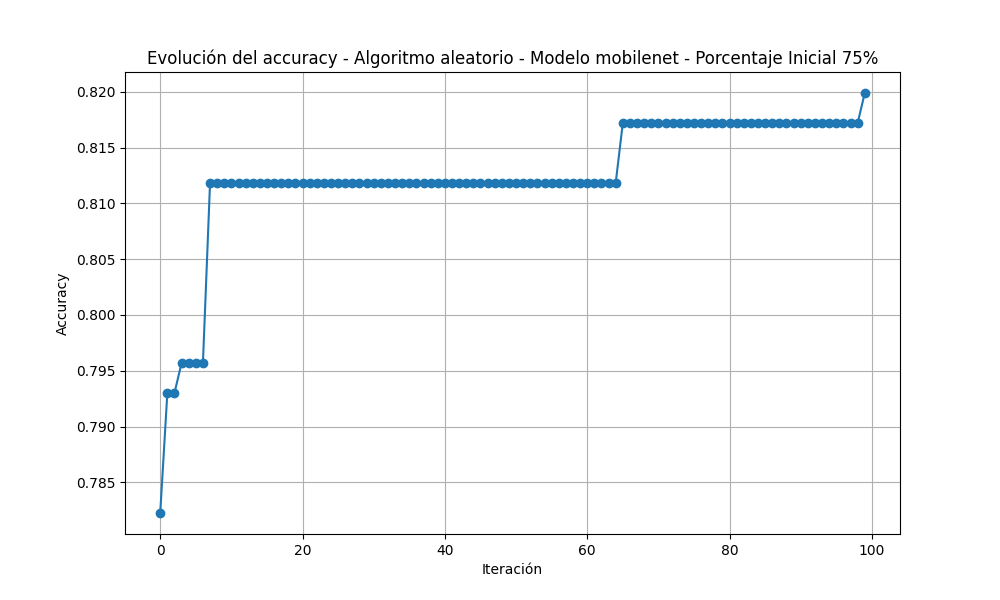 Evolución del accuracy - Algoritmo aleatorio - Modelo mobilenet - Porcentaje Inicial 75%
Accuracy
0.820
0.815
0.810
0.805
0.800
0.795
0.790
0.785
0 20 40 60 80 100
Iteración